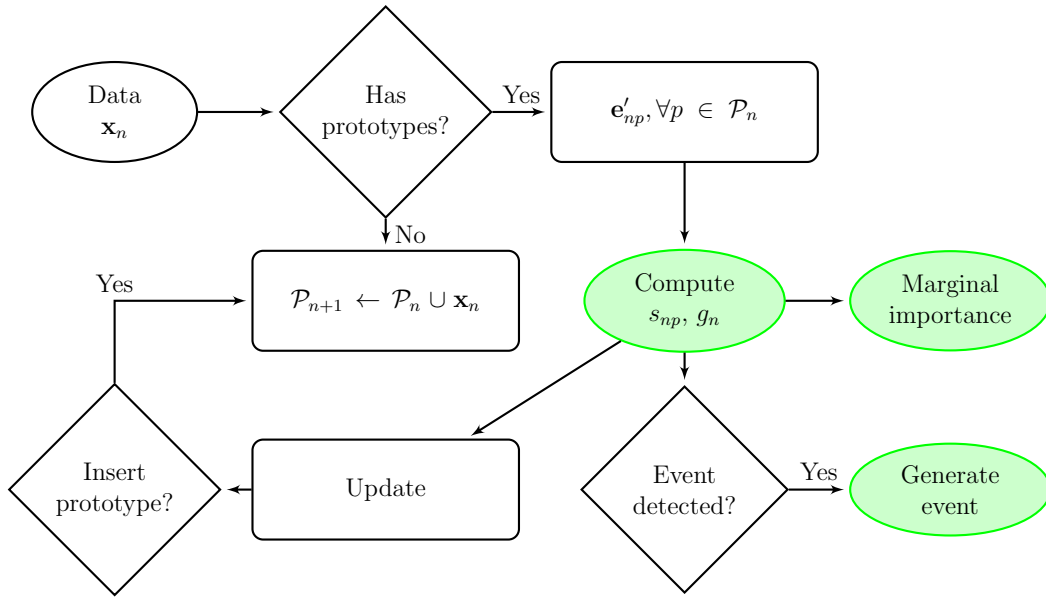 Data
𝐱ₙ
Has
prototypes?
Yes
𝐞′ₙₚ, ∀p ∈ 𝒫ₙ
No
Yes
𝒫ₙ₊₁ ← 𝒫ₙ ∪ 𝐱ₙ
Compute
sₙₚ, gₙ
Marginal
importance
Insert
prototype?
Update
Event
detected?
Yes
Generate
event